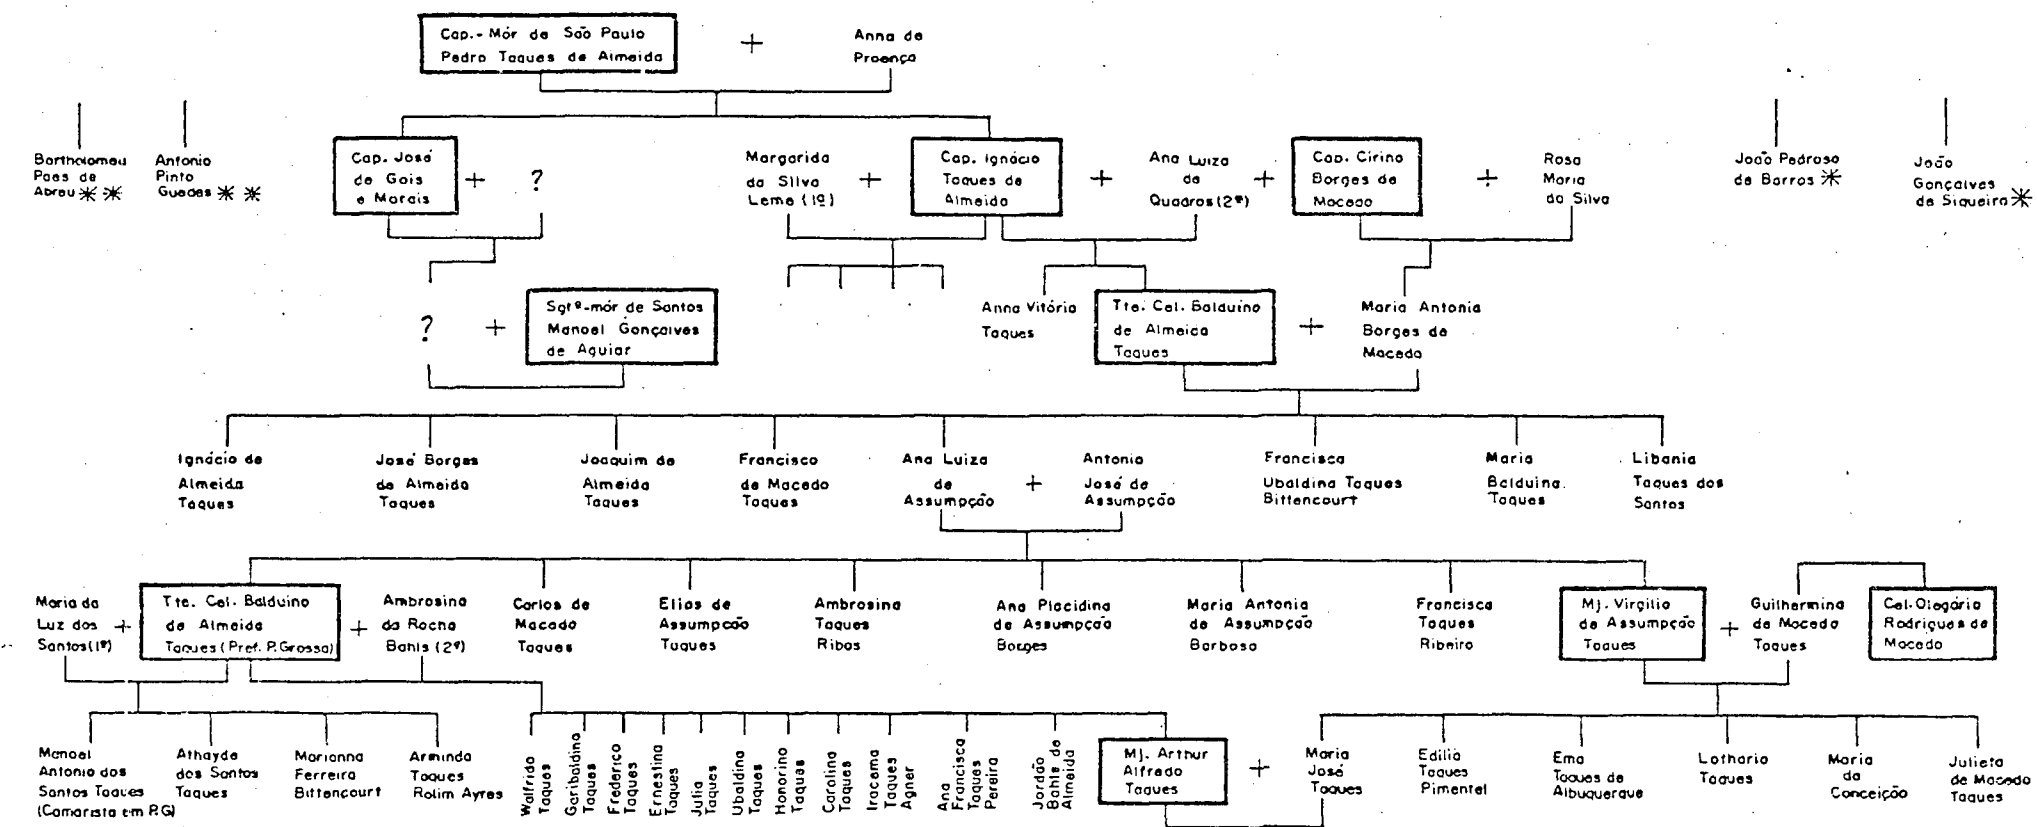 Cap.- Mór de São Paulo
Pedro Taques de Almeida
+
Anna de
Proença
Bartholomeu
Paes de
Abreu * *
Antonio
Pinto
Guedes * *
Cap. José
de Gois
e Morais
+
?
Margarida
da Silva
Leme (1º)
+
Cap. Ignácio
Taques de
Almeida
+
Ana Luiza
de
Quadros (2ª)
+
Cap. Cirino
Borges de
Macedo
+
Rosa
Maria
da Silva
João Pedroso
de Barros *
João
Gonçalves
de Siqueira *
?
+
Sgtº-mór de Santos
Manoel Gonçalves
de Aguiar
Anna Vitória
Taques
Tte. Cel. Balduino
de Almeida
Taques
+
Maria Antonia
Borges de
Macedo
Ignácio de
Almeida
Taques
José Borges
de Almeida
Taques
Joaquim de
Almeida
Taques
Francisco
de Macedo
Taques
Ana Luiza
de
Assumpção
+
Antonio
José de
Assumpção
Francisca
Ubaldina Taques
Bittencourt
Maria
Balduina
Taques
Libania
Taques dos
Santos
Maria da
Luz dos
Santos (1º)
+
Tte. Cel. Balduino
de Almeida
Taques (Pref. P. Grossa)
+
Ambrosina
da Rocha
Bahls (2º)
Carlos de
Macedo
Taques
Elias de
Assumpção
Taques
Ambrosina
Taques
Ribas
Ana Placidina
de Assumpção
Borges
Maria Antonia
de Assumpção
Barbosa
Francisca
Taques
Ribeiro
Mj. Virgilio
de Assumpção
Taques
+
Guilhermina
de Macedo
Taques
Cel. Olegário
Rodrigues de
Macedo
Manoel
Antonio dos
Santos Taques
(Camarista em P.G)
Athayde
dos Santos
Taques
Marianna
Ferreira
Bittencourt
Arminda
Taques
Rolim Ayres
Walfrido
Taques
Garibaldina
Taques
Frederico
Taques
Ernestina
Taques
Julia
Taques
Ubaldina
Taques
Honorino
Taques
Carolina
Taques
Iracema
Taques
Agner
Ana
Francisca
Taques
Pereira
Jordão
Bahls de
Almeida
Mj. Arthur
Alfredo
Taques
+
Maria
José
Taques
Edilia
Taques
Pimentel
Ema
Taques de
Albuquerque
Lothario
Taques
Maria
da
Conceição
Julieta
de Macedo
Taques